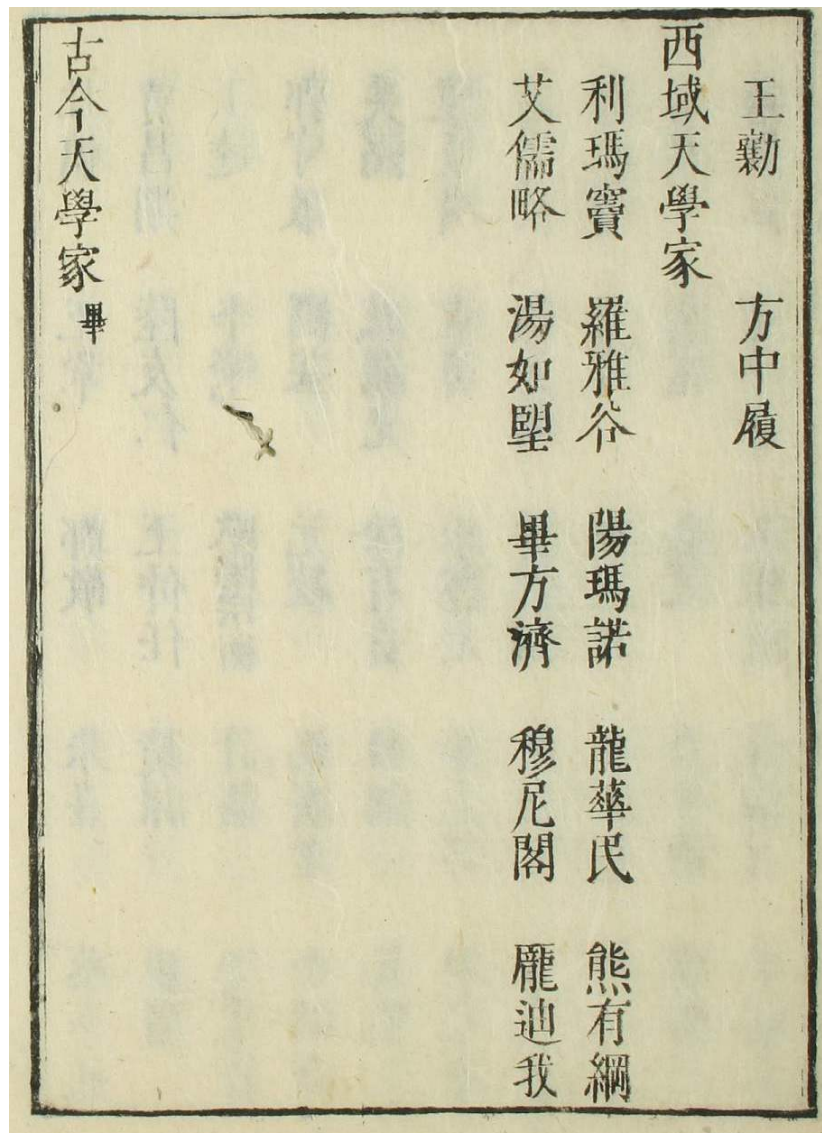 王勷　方中履
西域天學家
利瑪竇　羅雅谷　陽瑪諾　龍華民　熊有綱
艾儒略　湯如朢　畢方濟　穆尼閣　龐迪我
古今天學家畢